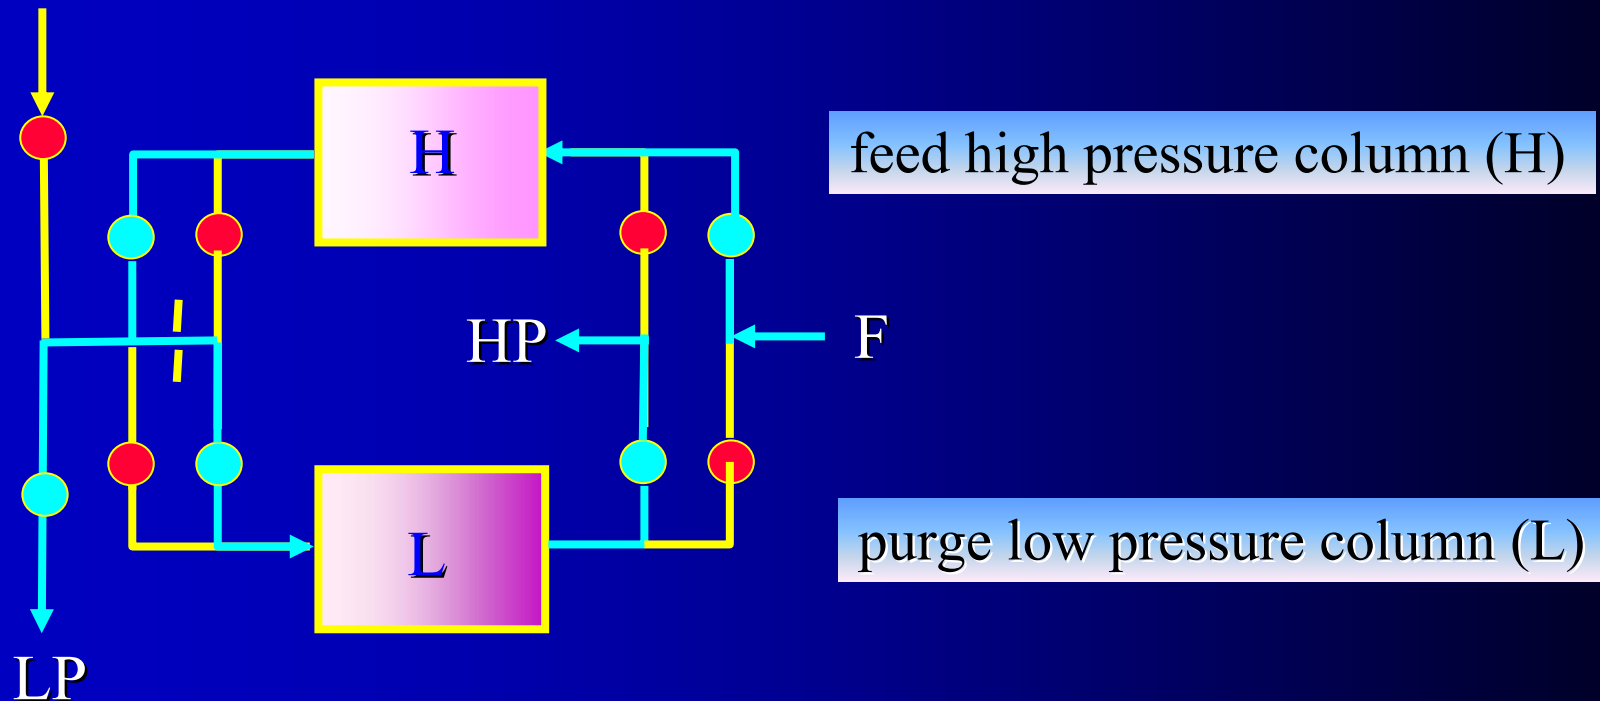 H
feed high pressure column (H)
HP
F
L
purge low pressure column (L)
LP